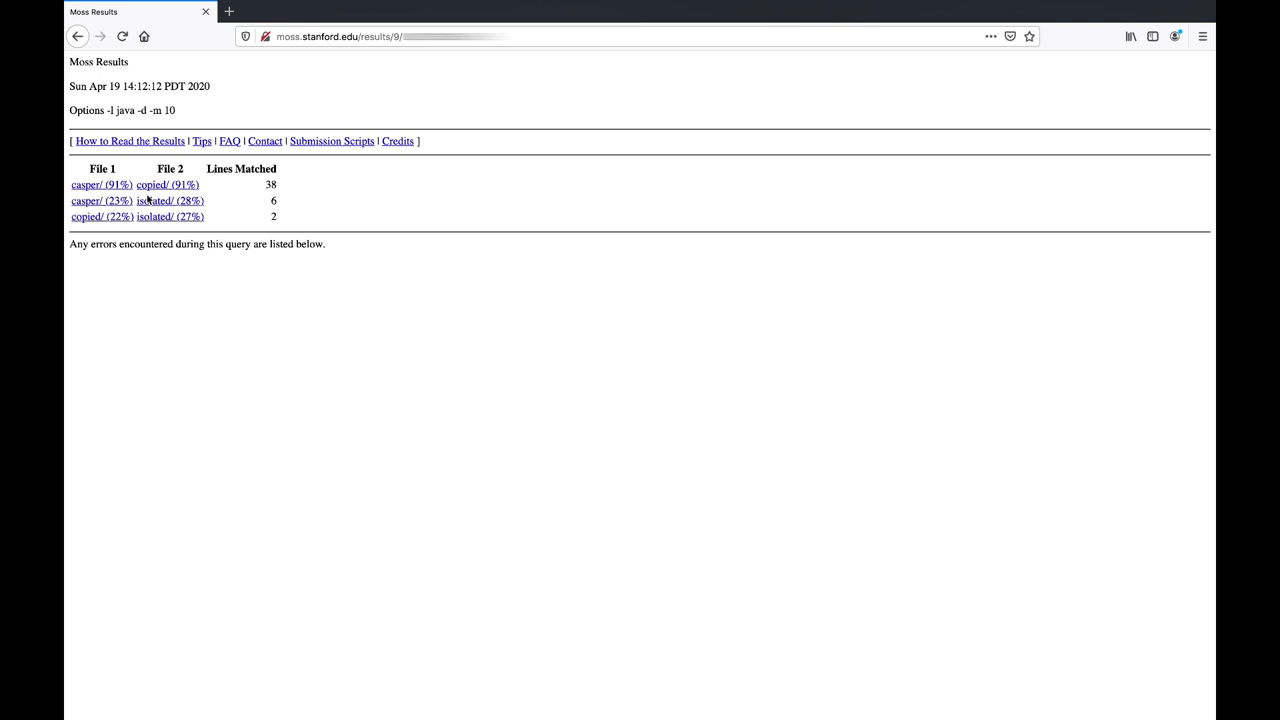 Moss Results
moss.stanford.edu/results/9/
Moss Results
Sun Apr 19 14:12:12 PDT 2020
Options -l java -d -m 10
[ How to Read the Results | Tips | FAQ | Contact | Submission Scripts | Credits ]
File 1 File 2 Lines Matched
casper/ (91%) copied/ (91%) 38
casper/ (23%) isolated/ (28%) 6
copied/ (22%) isolated/ (27%) 2
Any errors encountered during this query are listed below.